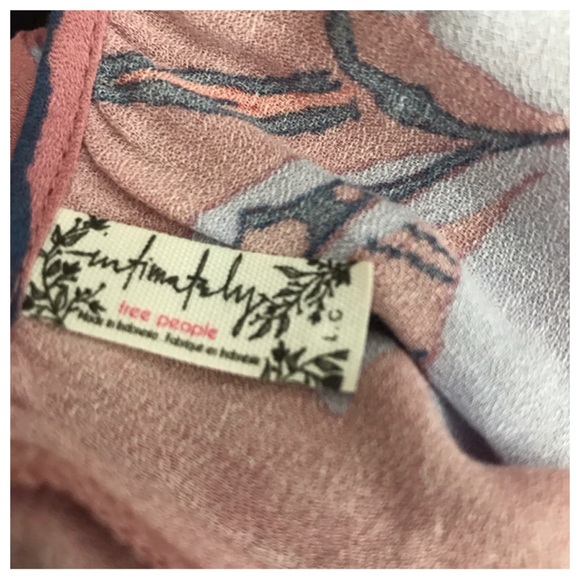 intimately
free people
Made in Indonesia . Fabriqué en Indonésie
L.G